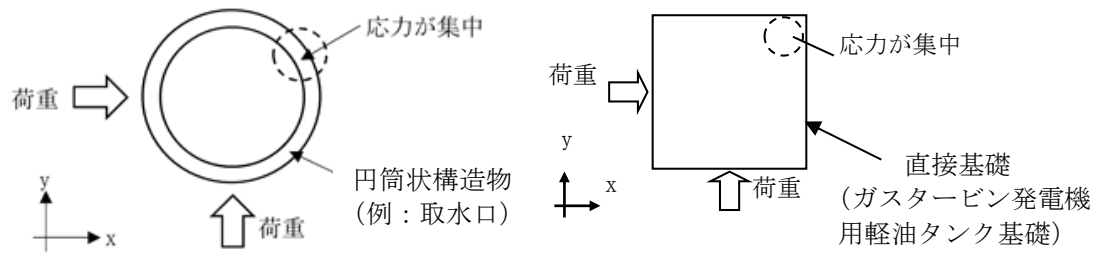 応力が集中
荷重
円筒状構造物
（例：取水口）
荷重
y
x
応力が集中
荷重
y
x
荷重
直接基礎
（ガスタービン発電機
用軽油タンク基礎）